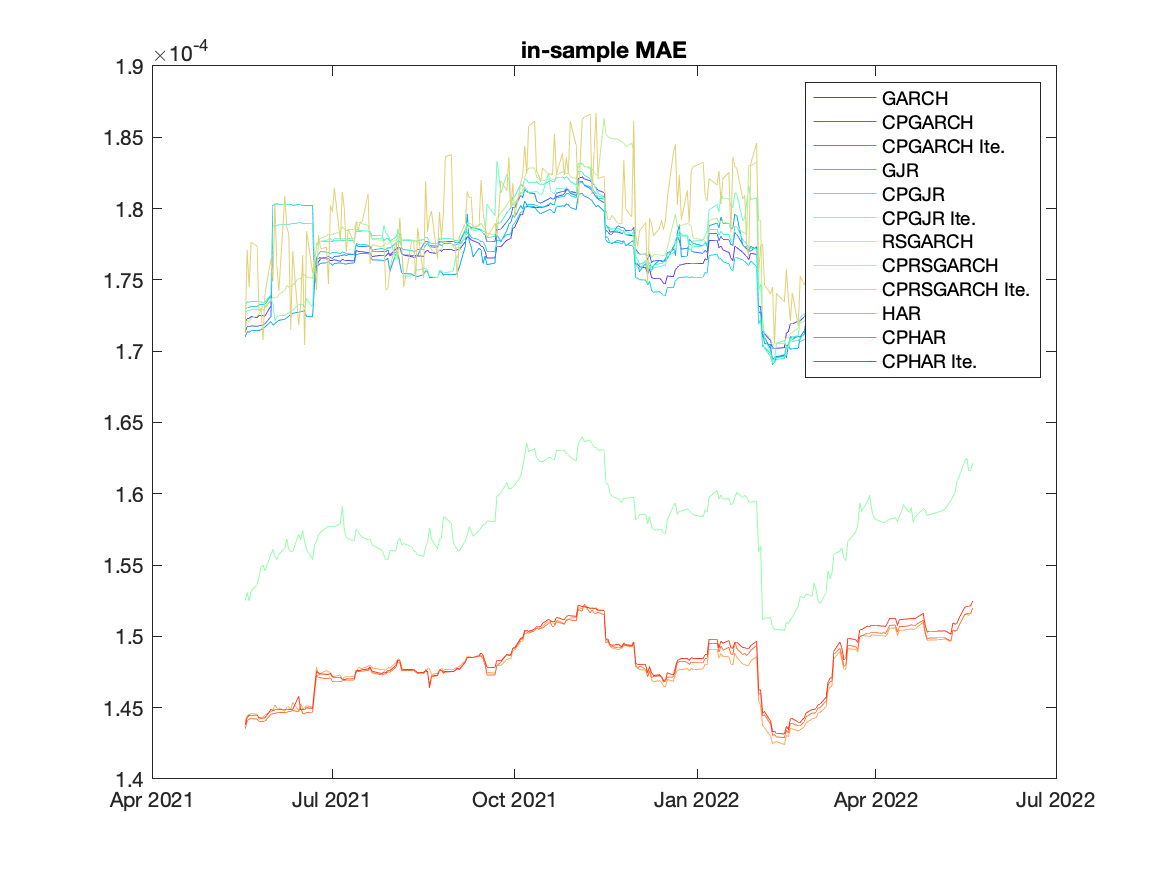 in-sample MAE
×10-4
1.9
1.85
1.8
1.75
1.7
1.65
1.6
1.55
1.5
1.45
1.4
Apr 2021 Jul 2021 Oct 2021 Jan 2022 Apr 2022 Jul 2022
GARCH
CPGARCH
CPGARCH Ite.
GJR
CPGJR
CPGJR Ite.
RSGARCH
CPRSGARCH
CPRSGARCH Ite.
HAR
CPHAR
CPHAR Ite.